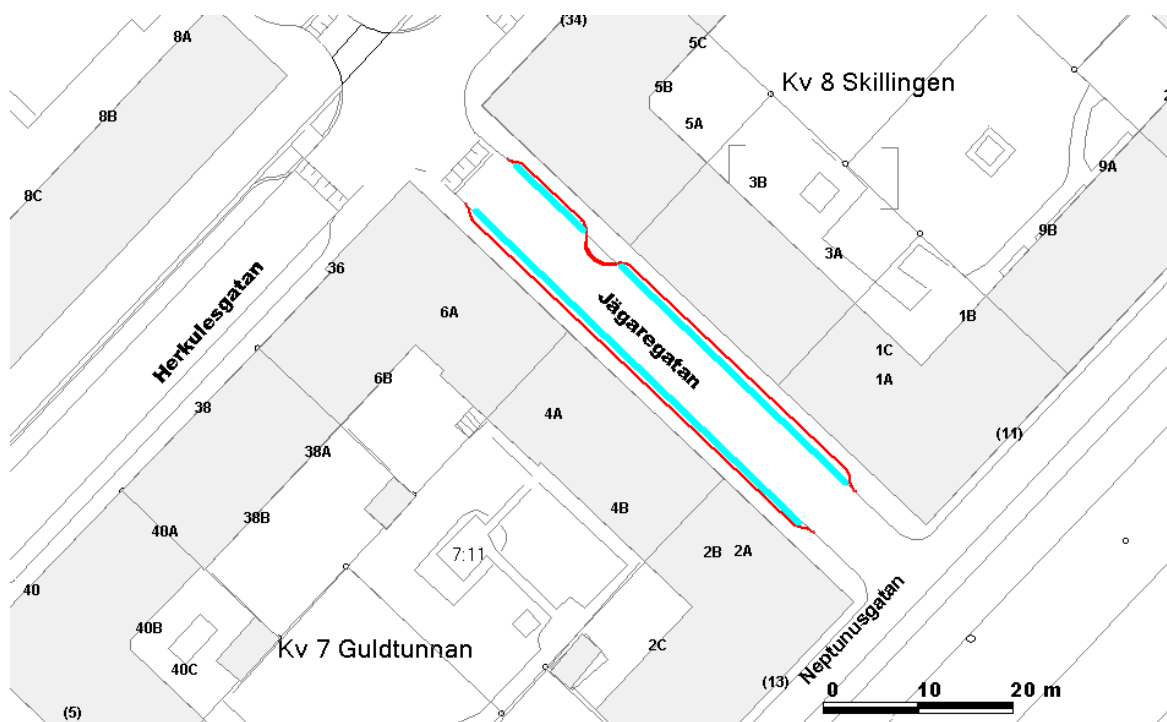 (34)
8A
5C
Kv 8 Skillingen
5B
8B
5A
9A
3B
8C
9B
3A
36
Herkulesgatan
Jägaregatan
6A
1B
1C
1A
6B
38
4A
(11)
38A
4B
38B
40A
7:11
2B 2A
40
Neptunusgatan
40B
Kv 7 Guldtunnan
2C
40C
(13)
0 10 20 m
(5)